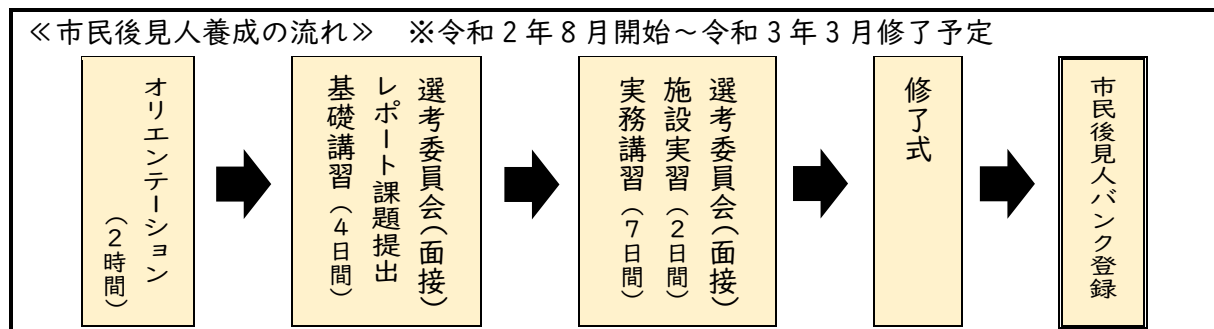 ≪市民後見人養成の流れ≫　※令和2年8月開始～令和3年3月修了予定
オリエンテーション
（2時間）
選考委員会（面接）
レポート課題提出
基礎講習（4日間）
選考委員会（面接）
施設実習（2日間）
実務講習（7日間）
修了式
市民後見人バンク登録